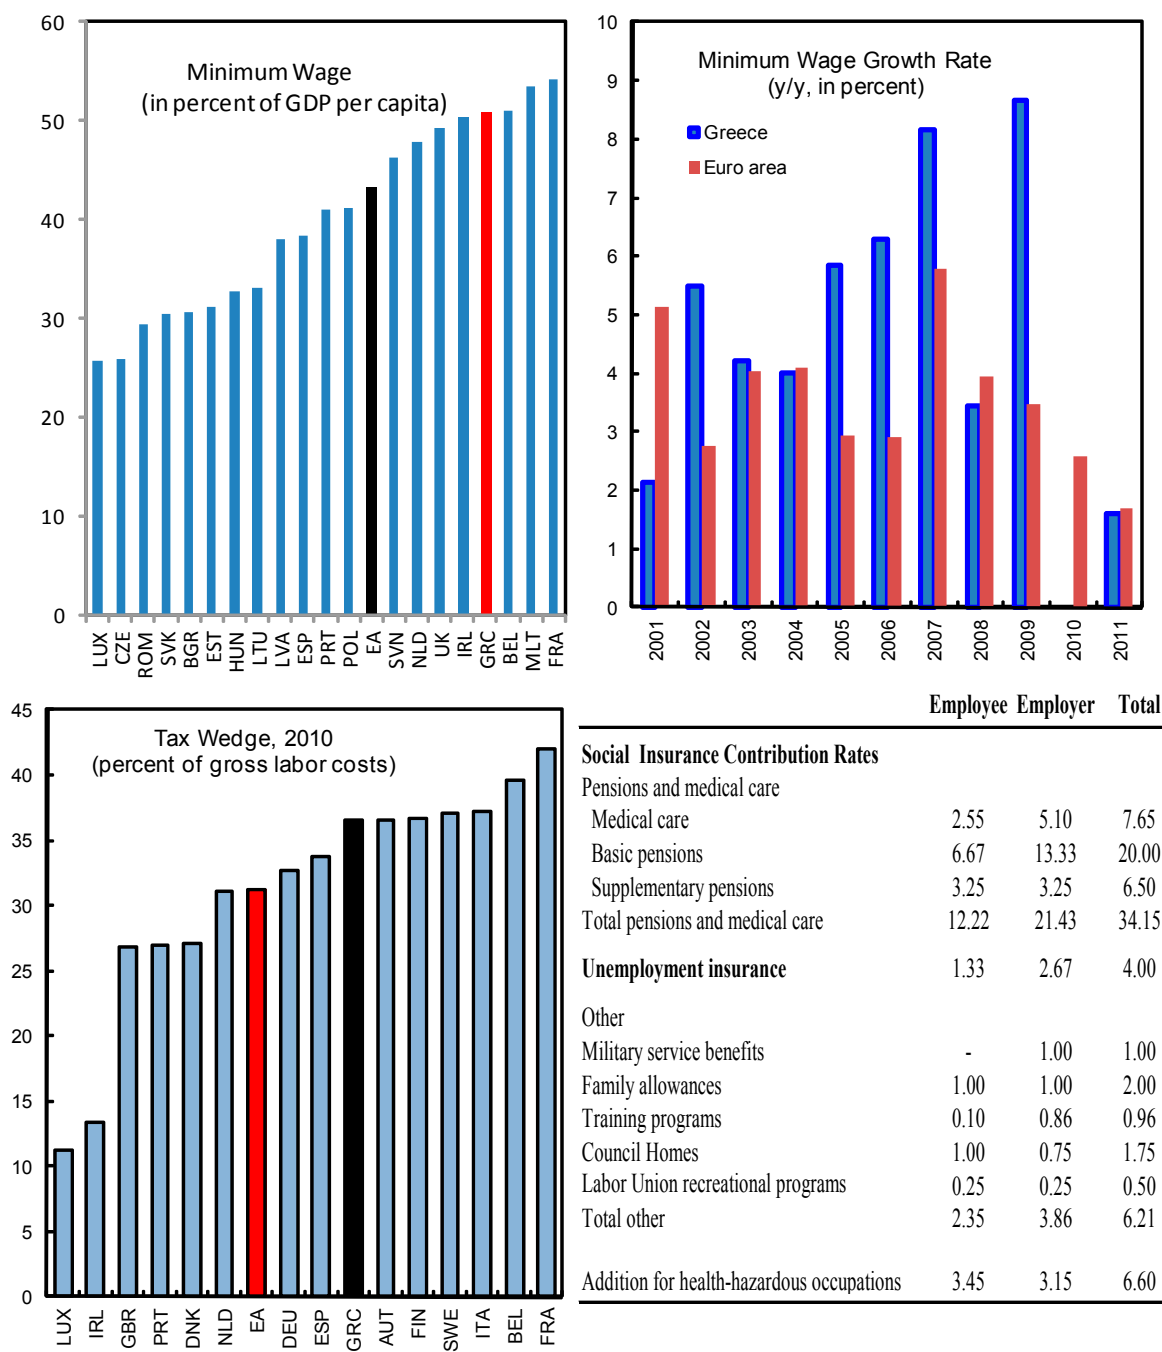 Minimum Wage
(in percent of GDP per capita)
60
50
40
30
20
10
0
LUX CZE ROM SVK BGR EST HUN LTU LVA ESP PRT POL EA SVN NLD UK IRL GRC BEL MLT FRA
Minimum Wage Growth Rate
(y/y, in percent)
Greece
Euro area
10
9
8
7
6
5
4
3
2
1
0
2001 2002 2003 2004 2005 2006 2007 2008 2009 2010 2011
Tax Wedge, 2010
(percent of gross labor costs)
45
40
35
30
25
20
15
10
5
0
LUX IRL GBR PRT DNK NLD EA DEU ESP GRC AUT FIN SWE ITA BEL FRA
Employee Employer Total
Social Insurance Contribution Rates
Pensions and medical care
Medical care 2.55 5.10 7.65
Basic pensions 6.67 13.33 20.00
Supplementary pensions 3.25 3.25 6.50
Total pensions and medical care 12.22 21.43 34.15
Unemployment insurance 1.33 2.67 4.00
Other
Military service benefits - 1.00 1.00
Family allowances 1.00 1.00 2.00
Training programs 0.10 0.86 0.96
Council Homes 1.00 0.75 1.75
Labor Union recreational programs 0.25 0.25 0.50
Total other 2.35 3.86 6.21
Addition for health-hazardous occupations 3.45 3.15 6.60